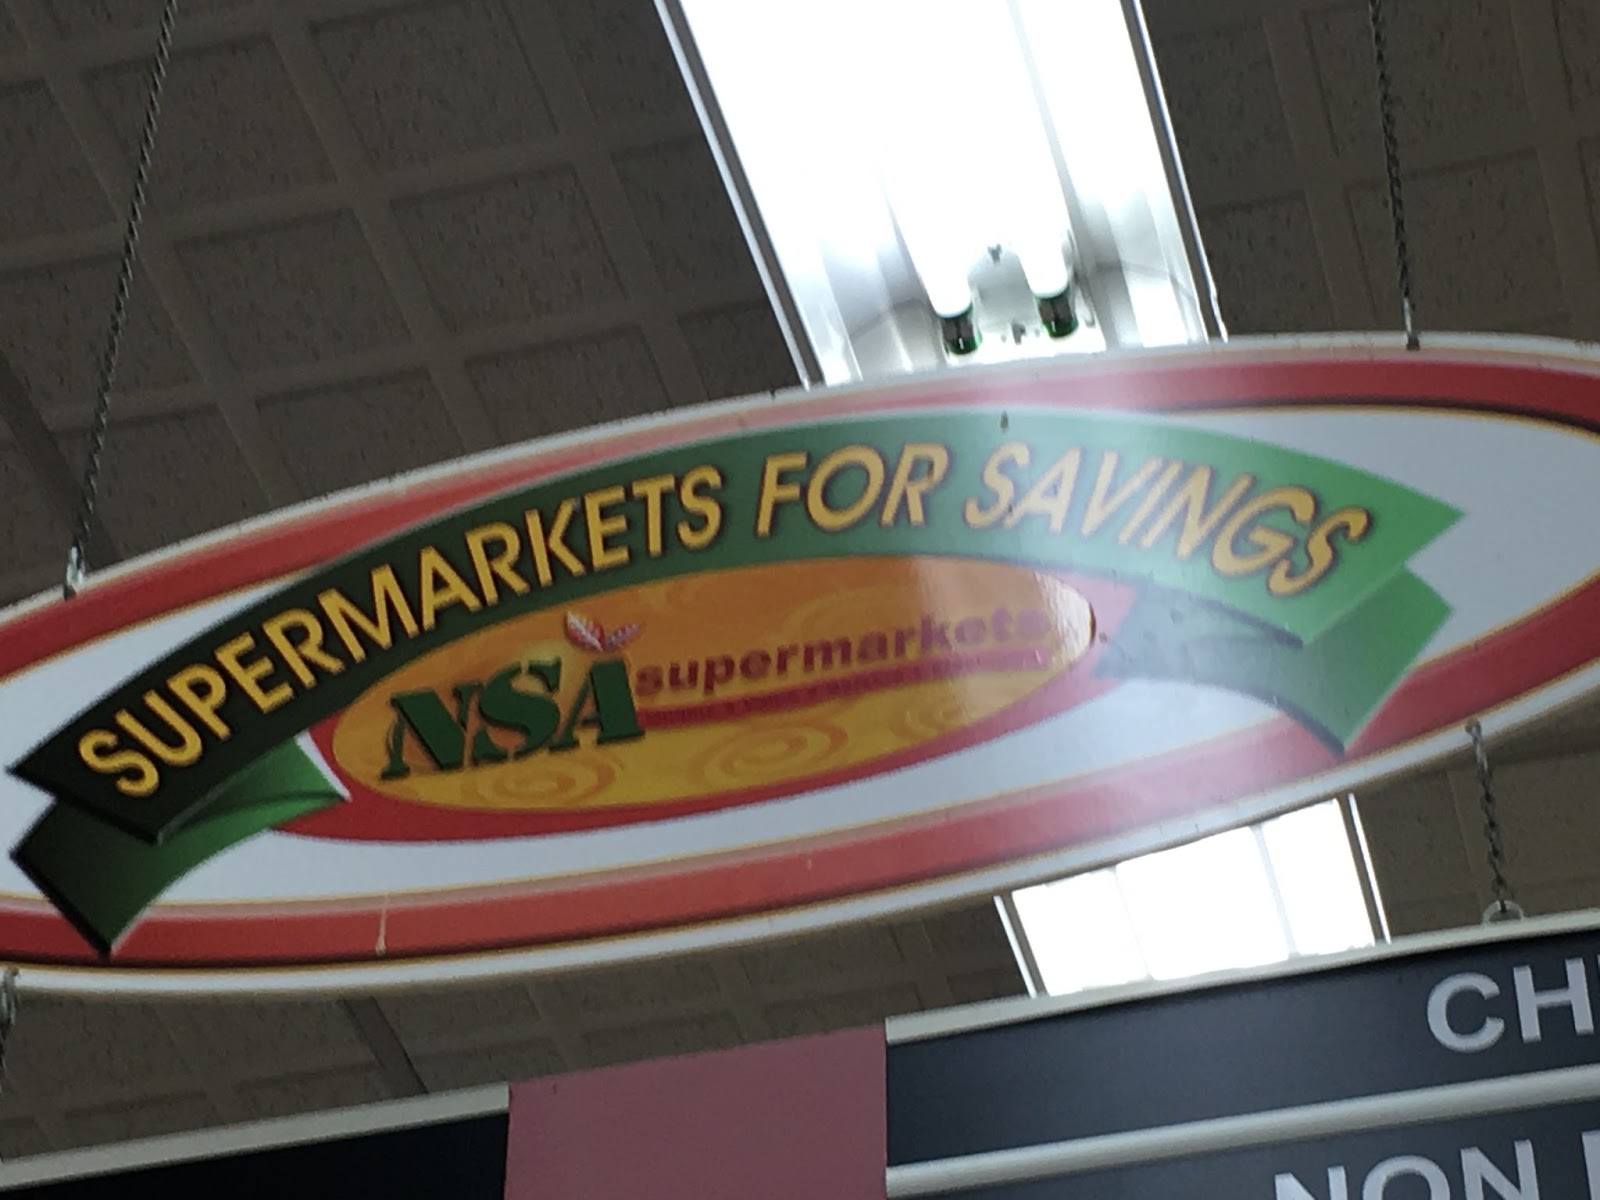 SUPERMARKETS FOR SAVINGS
NSA supermarkets
CH
NON